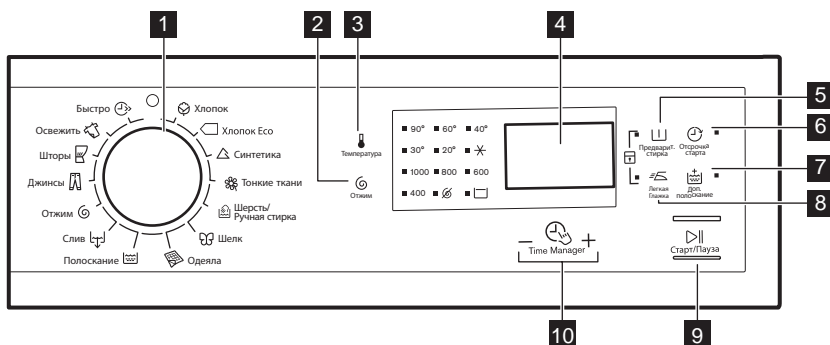 1
2
3
4
5
6
7
8
9
10
Быстро
Освежить
Шторы
Джинсы
Отжим
Слив
Полоскание
Хлопок
Хлопок Eco
Синтетика
Тонкие ткани
Шерсть/
Ручная стирка
Шелк
Одеяла
Температура
Отжим
90° 60° 40°
30° 20°
1000 800 600
400
Предварит.
стирка
Отсрочка
старта
Легкая
Глажка
Доп.
полоскание
− +
Time Manager
Старт/Пауза